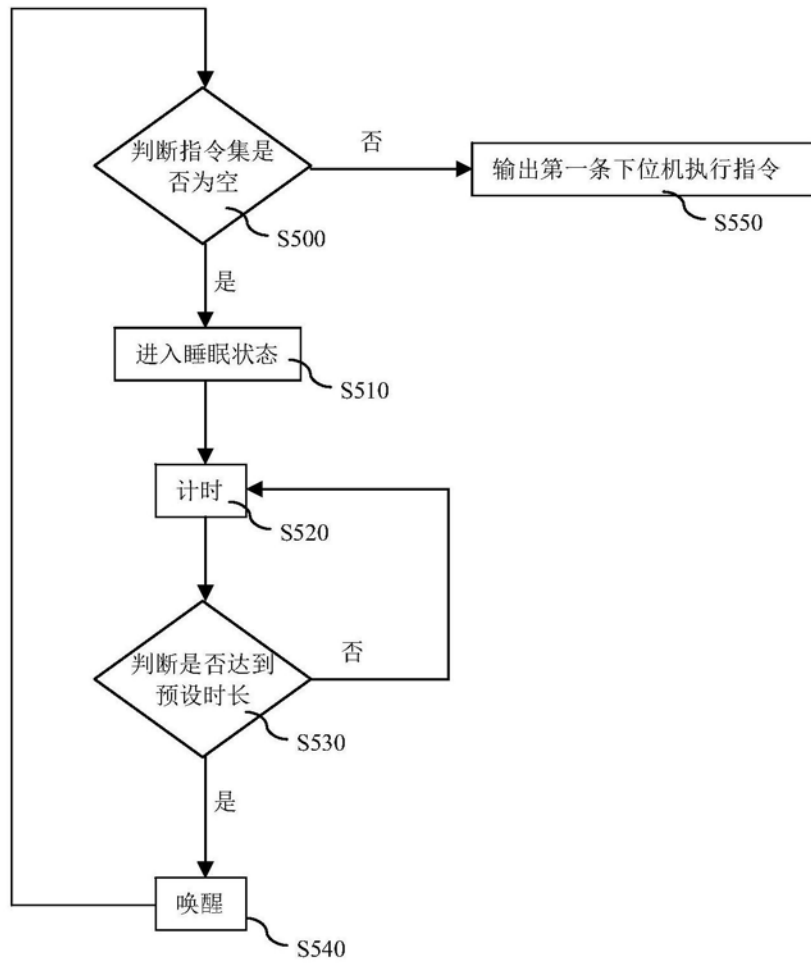 判断指令集是
否为空
S500
否
输出第一条下位机执行指令
S550
是
进入睡眠状态
S510
计时
S520
判断是否达到
预设时长
S530
否
是
唤醒
S540